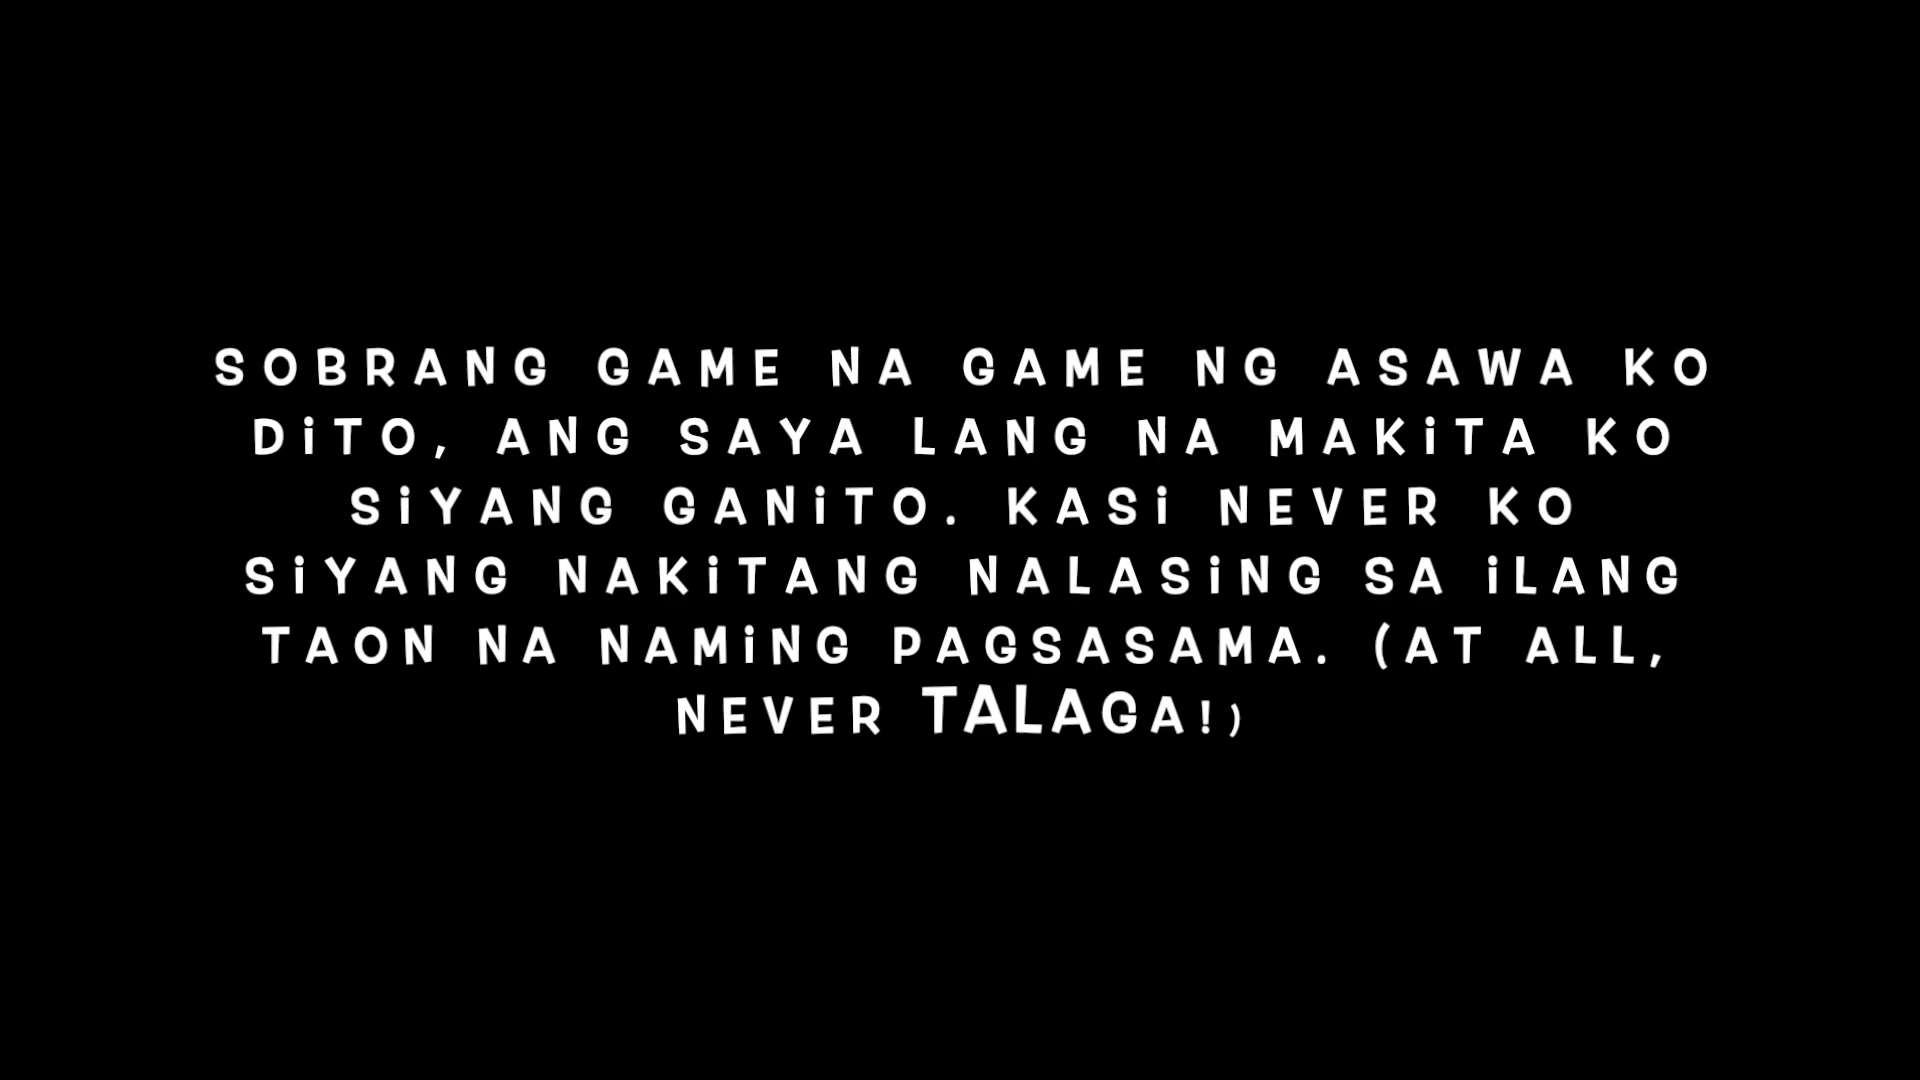 SOBRANG GAME NA GAME NG ASAWA KO
DiTO, ANG SAYA LANG NA MAKiTA KO
SiYANG GANiTO. KASi NEVER KO
SiYANG NAKiTANG NALASiNG SA iLANG
TAON NA NAMiNG PAGSASAMA. (AT ALL,
NEVER TALAGA!)